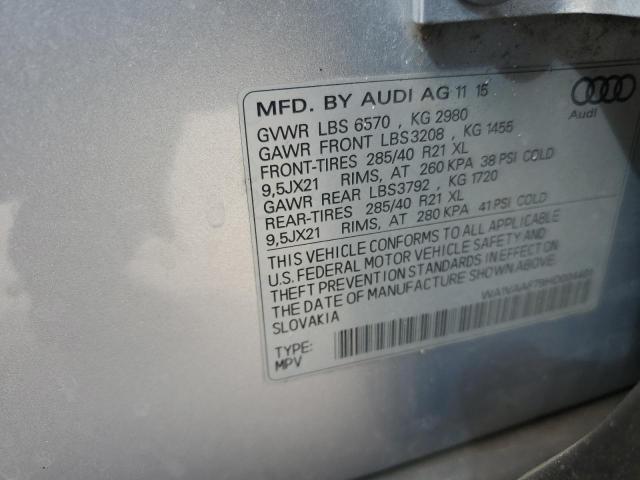 MFD. BY AUDI AG 11 15
GVWR LBS 6570 , KG 2980
GAWR FRONT LBS3208 , KG 1455
FRONT-TIRES 285/40 R21 XL
9,5JX21 RIMS, AT 260 KPA 38 PSI COLD
GAWR REAR LBS3792 , KG 1720
REAR-TIRES 285/40 R21 XL
9,5JX21 RIMS, AT 280 KPA 41 PSI COLD
THIS VEHICLE CONFORMS TO ALL APPLICABLE
U.S. FEDERAL MOTOR VEHICLE SAFETY AND
THEFT PREVENTION STANDARDS IN EFFECT ON
THE DATE OF MANUFACTURE SHOWN ABOVE.
SLOVAKIA
TYPE:
MPV
Audi